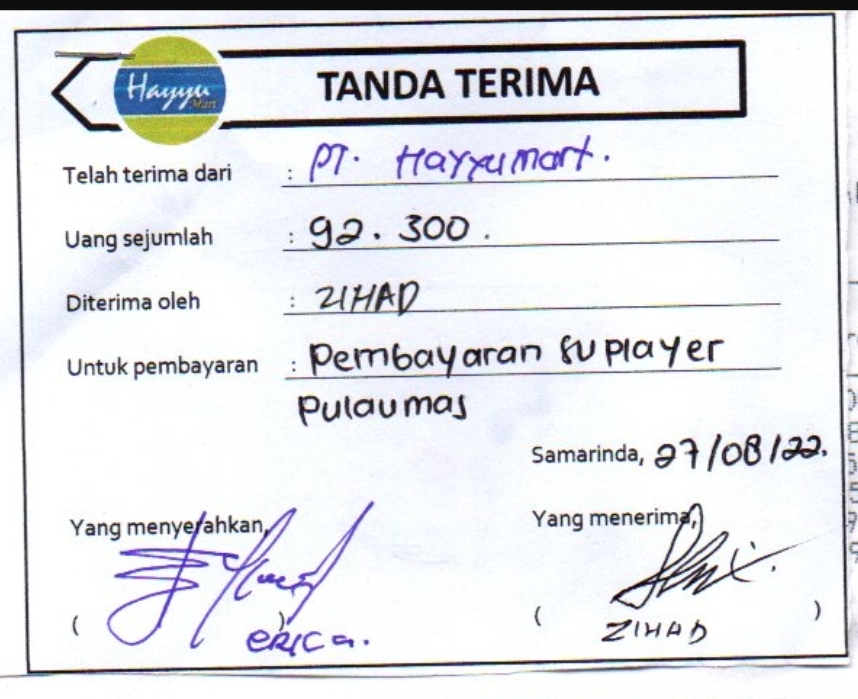 Hayyu
Mart
TANDA TERIMA
Telah terima dari : PT. Hayyumart.
Uang sejumlah : 92.300.
Diterima oleh : ZIHAD
Untuk pembayaran : Pembayaran suplayer
Pulaumas
Samarinda, 27/08/22.
Yang menyerahkan, Yang menerima,
( ) ( )
ERICA. ZIHAD